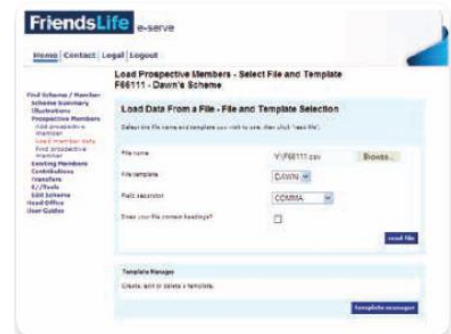 FriendsLife e-serve
Home Contact Legal Logout
Load Prospective Members - Select File and Template
F66111 - Dawn's Scheme
Find Scheme / Member
Scheme Summary
Illustrations
Prospective Members
Add prospective
member
Load member data
Find prospective
member
Existing Members
Contributions
Transfers
E//Tools
Edit Scheme
Head Office
User Guides
Load Data From a File - File and Template Selection
Select the file name and template you wish to use, then click 'read file'.
File name
V:\F66111.csv
Browse...
File template
DAWN
Field separator
COMMA
Does your file contain headings?
read file
Template Manager
Create, edit or delete a template.
template manager